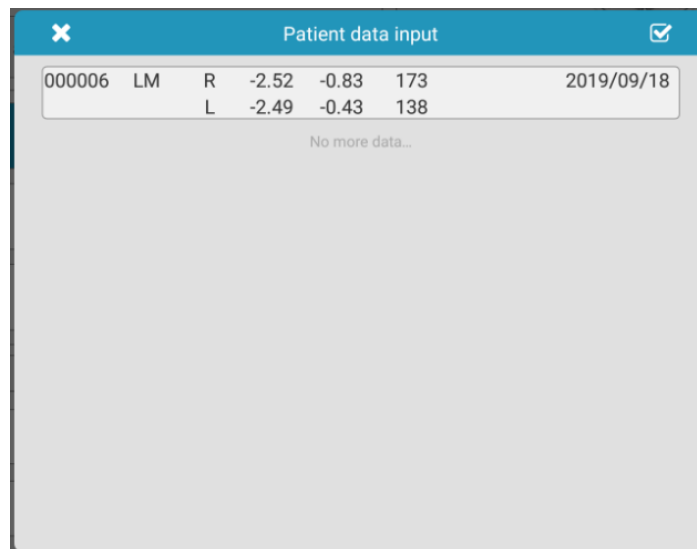 Patient data input
000006 LM R -2.52 -0.83 173 2019/09/18
L -2.49 -0.43 138
No more data...